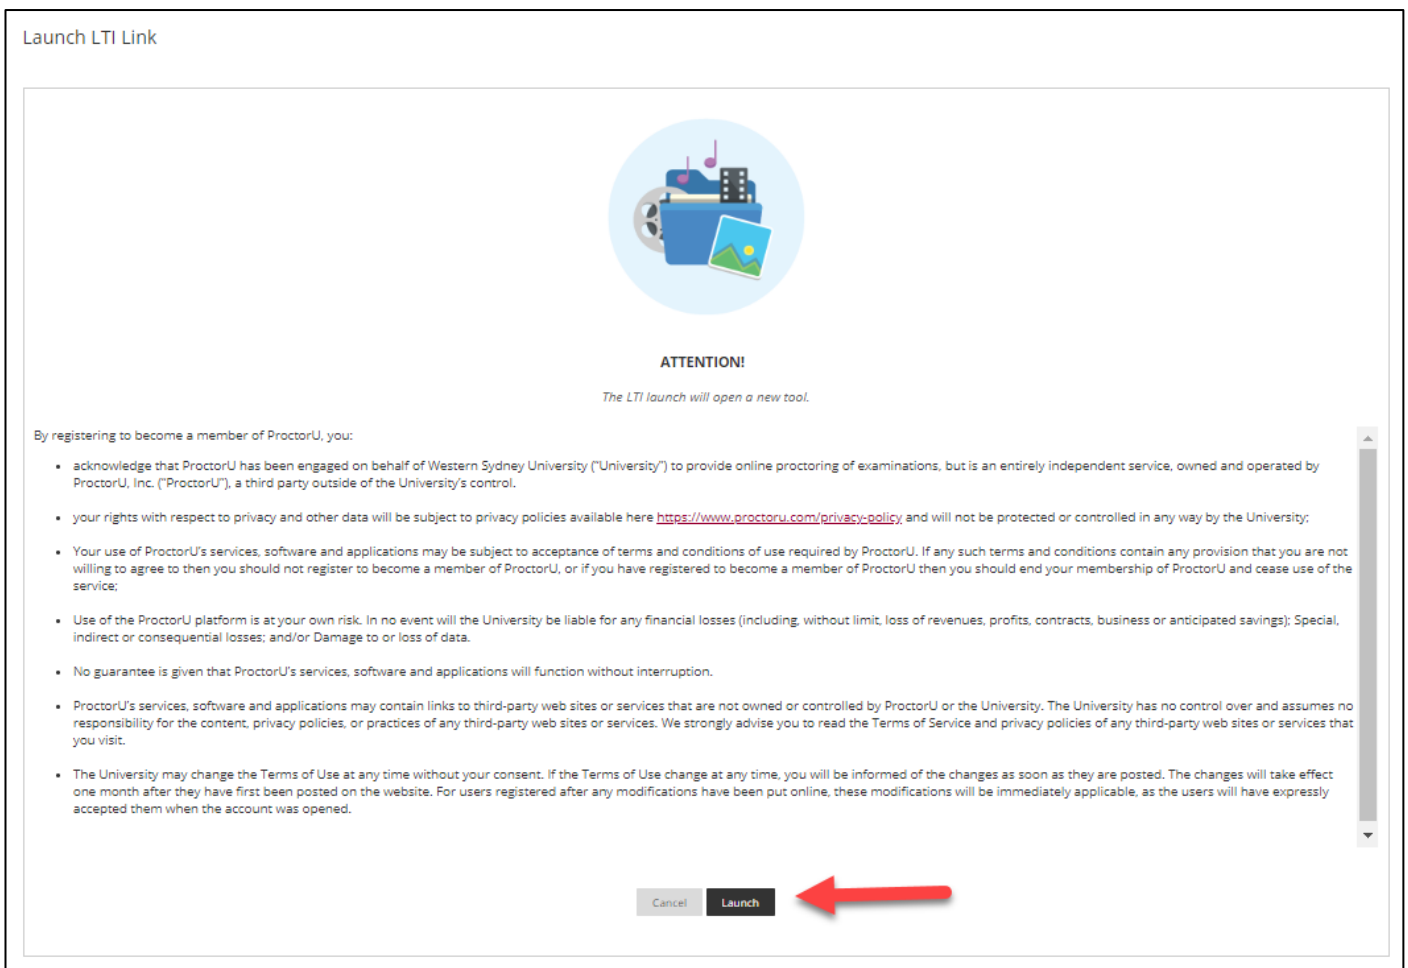 Launch LTI Link
ATTENTION!
The LTI launch will open a new tool.
By registering to become a member of ProctorU, you:
• acknowledge that ProctorU has been engaged on behalf of Western Sydney University ("University") to provide online proctoring of examinations, but is an entirely independent service, owned and operated by
ProctorU, Inc. ("ProctorU"), a third party outside of the University's control.
• your rights with respect to privacy and other data will be subject to privacy policies available here https://www.proctoru.com/privacy-policy and will not be protected or controlled in any way by the University;
• Your use of ProctorU's services, software and applications may be subject to acceptance of terms and conditions of use required by ProctorU. If any such terms and conditions contain any provision that you are not
willing to agree to then you should not register to become a member of ProctorU, or if you have registered to become a member of ProctorU then you should end your membership of ProctorU and cease use of the
service;
• Use of the ProctorU platform is at your own risk. In no event will the University be liable for any financial losses (including, without limit, loss of revenues, profits, contracts, business or anticipated savings); Special,
indirect or consequential losses; and/or Damage to or loss of data.
• No guarantee is given that ProctorU's services, software and applications will function without interruption.
• ProctorU's services, software and applications may contain links to third-party web sites or services that are not owned or controlled by ProctorU or the University. The University has no control over and assumes no
responsibility for the content, privacy policies, or practices of any third-party web sites or services. We strongly advise you to read the Terms of Service and privacy policies of any third-party web sites or services that
you visit.
• The University may change the Terms of Use at any time without your consent. If the Terms of Use change at any time, you will be informed of the changes as soon as they are posted. The changes will take effect
one month after they have first been posted on the website. For users registered after any modifications have been put online, these modifications will be immediately applicable, as the users will have expressly
accepted them when the account was opened.
Cancel Launch